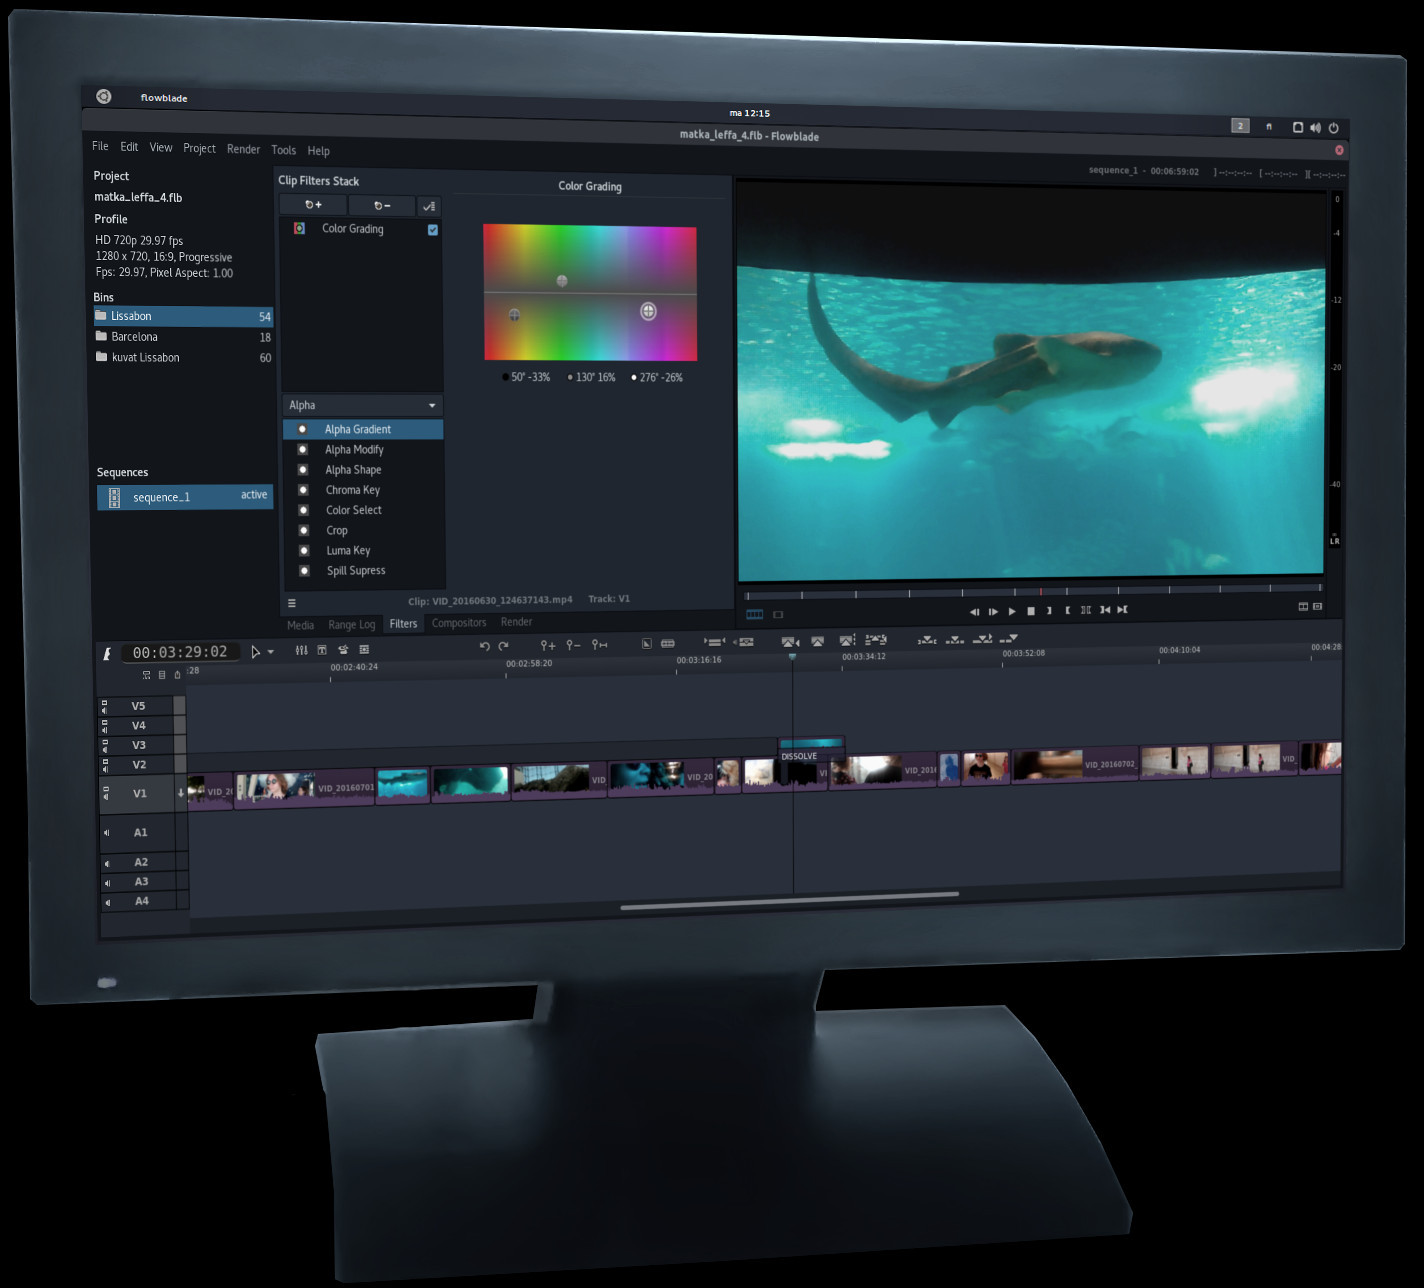 flowblade
ma 12:15
2
fi
matka_leffa_4.flb - Flowblade
File Edit View Project Render Tools Help
sequence_1 - 00:06:59:02
]--:--:--:-- [--:--:--:-- ][--:--:--:--
Project
matka_leffa_4.flb
Profile
HD 720p 29.97 fps
1280 x 720, 16:9, Progressive
Fps: 29.97, Pixel Aspect: 1.00
Bins
Lissabon 54
Barcelona 18
kuvat Lissabon 60
Sequences
sequence_1 active
Clip Filters Stack
Color Grading
Color Grading
50° -33% 130° 16% 276° -26%
Alpha
Alpha Gradient
Alpha Modify
Alpha Shape
Chroma Key
Color Select
Crop
Luma Key
Spill Supress
Clip: VID_20160630_124637143.mp4 Track: V1
Media Range Log Filters Compositors Render
0
-4
-12
-20
-40
L R
00:03:29:02
:28 00:02:40:24 00:02:58:20 00:03:16:16 00:03:34:12 00:03:52:08 00:04:10:04 00:04:28
V5
V4
V3
DISSOLVE
V2
V1
VID_20 VID_20160701 VID VID_20 VI VID_2016 VID_20160702_ VID_
A1
A2
A3
A4